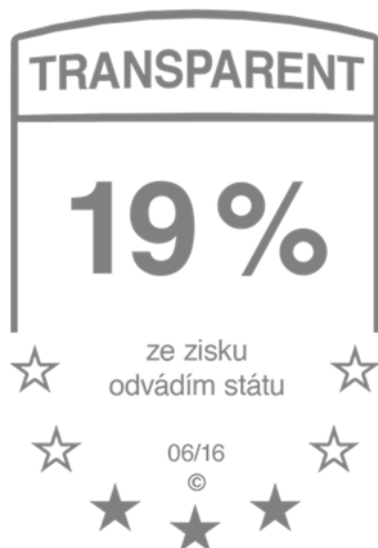 TRANSPARENT
19 %
ze zisku
odvádím státu
06/16
©